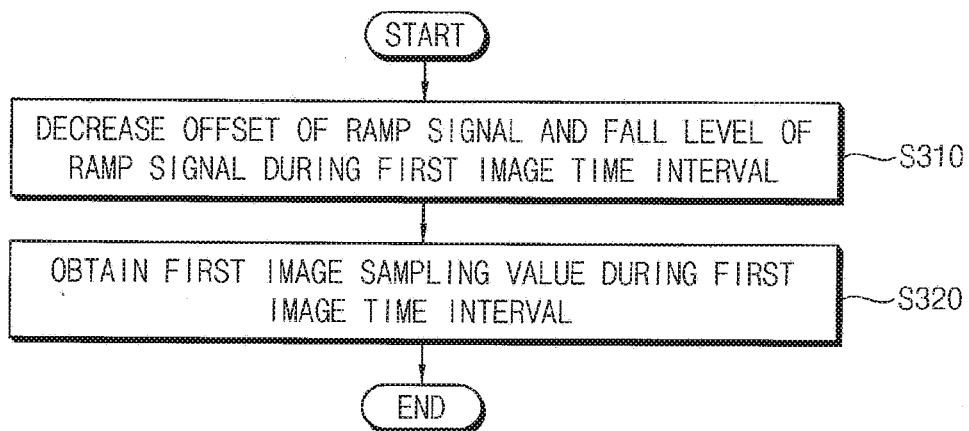 START
DECREASE OFFSET OF RAMP SIGNAL AND FALL LEVEL OF
RAMP SIGNAL DURING FIRST IMAGE TIME INTERVAL
S310
OBTAIN FIRST IMAGE SAMPLING VALUE DURING FIRST
IMAGE TIME INTERVAL
S320
END